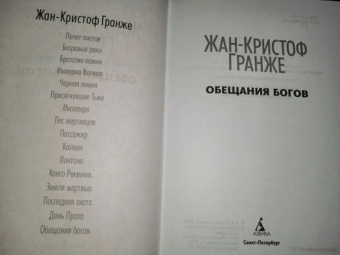 Жан-Кристоф Гранже
Полет аистов
Багровые реки
Братство камня
Империя Волков
Черная линия
Присягнувшие Тьме
Мизерере
Лес мертвецов
Пассажир
Кайкен
Лонтано
Конго Реквием
Земля мертвых
Последняя охота
День Праха
Обещания богов
ЖАН-КРИСТОФ
ГРАНЖЕ
ОБЕЩАНИЯ БОГОВ
АЗБУКА
Санкт-Петербург